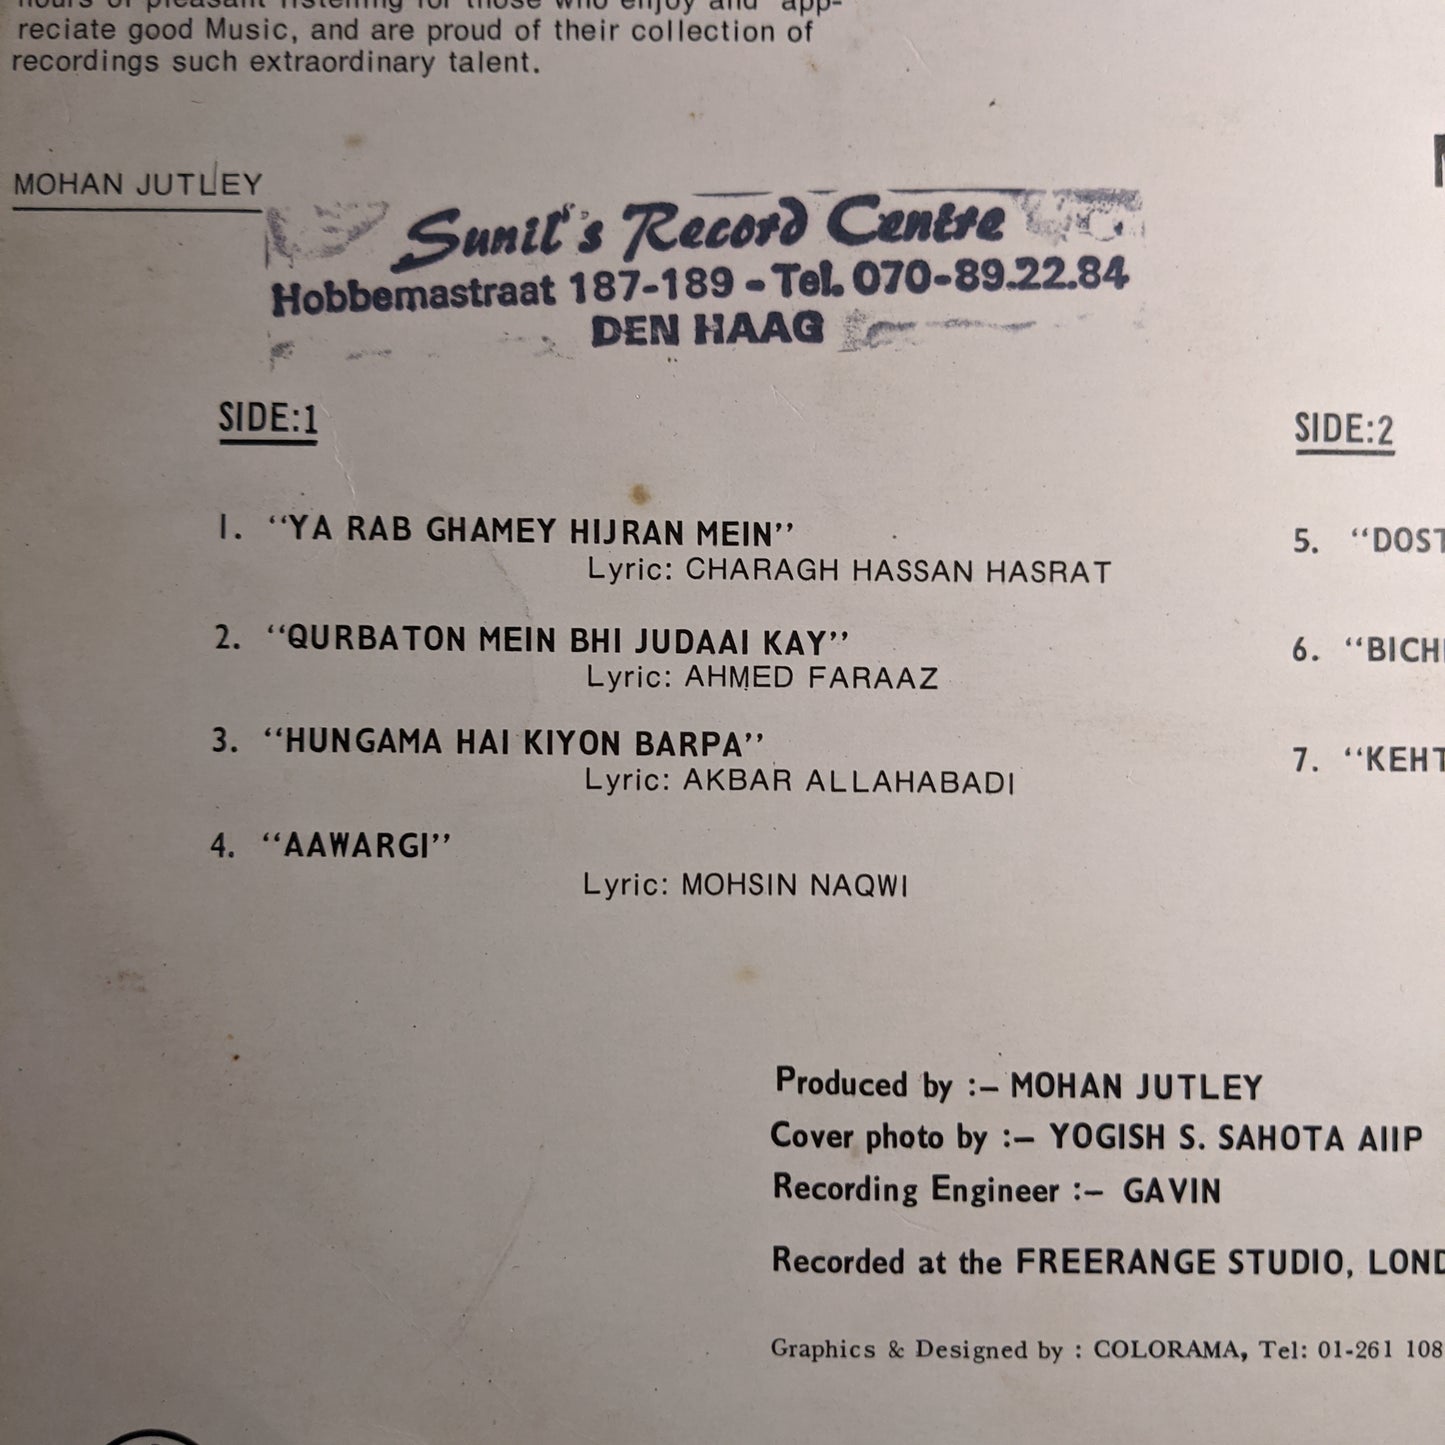 reciate good Music, and are proud of their collection of
recordings such extraordinary talent.
MOHAN JUTLEY
Sunil's Record Centre
Hobbemastraat 187-189 - Tel. 070-89.22.84
DEN HAAG
SIDE:1
1. "YA RAB GHAMEY HIJRAN MEIN"
Lyric: CHARAGH HASSAN HASRAT
2. "QURBATON MEIN BHI JUDAAI KAY"
Lyric: AHMED FARAAZ
3. "HUNGAMA HAI KIYON BARPA"
Lyric: AKBAR ALLAHABADI
4. "AAWARGI"
Lyric: MOHSIN NAQWI
SIDE:2
5. "DOST
6. "BICH
7. "KEHT
Produced by :– MOHAN JUTLEY
Cover photo by :– YOGISH S. SAHOTA AIIP
Recording Engineer :– GAVIN
Recorded at the FREERANGE STUDIO, LOND
Graphics & Designed by : COLORAMA, Tel: 01-261 108